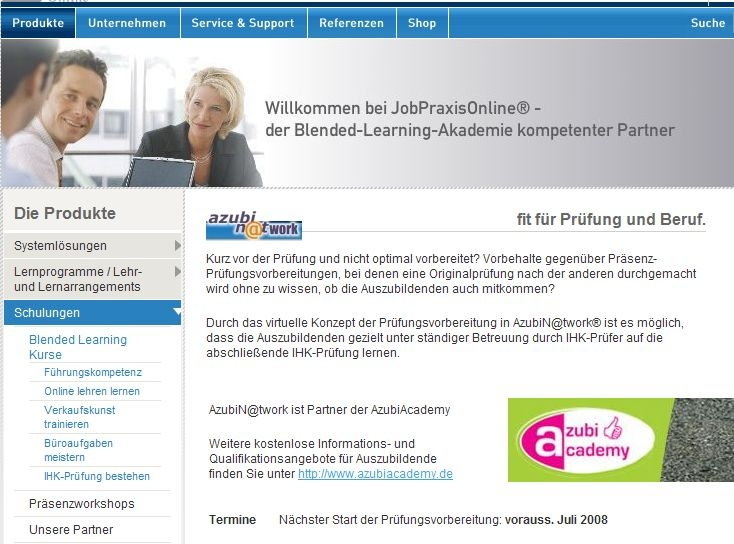 Produkte Unternehmen Service & Support Referenzen Shop Suche
Willkommen bei JobPraxisOnline® -
der Blended-Learning-Akademie kompetenter Partner
Die Produkte
Systemlösungen
Lernprogramme / Lehr-
und Lernarrangements
Schulungen
Blended Learning
Kurse
Führungskompetenz
Online lehren lernen
Verkaufskunst
trainieren
Büroaufgaben
meistern
IHK-Prüfung bestehen
Präsenzworkshops
Unsere Partner
azubi
n@twork
fit für Prüfung und Beruf.
Kurz vor der Prüfung und nicht optimal vorbereitet? Vorbehalte gegenüber Präsenz-
Prüfungsvorbereitungen, bei denen eine Originalprüfung nach der anderen durchgemacht
wird ohne zu wissen, ob die Auszubildenden auch mitkommen?
Durch das virtuelle Konzept der Prüfungsvorbereitung in AzubiN@twork® ist es möglich,
dass die Auszubildenden gezielt unter ständiger Betreuung durch IHK-Prüfer auf die
abschließende IHK-Prüfung lernen.
AzubiN@twork ist Partner der AzubiAcademy
Weitere kostenlose Informations- und
Qualifikationsangebote für Auszubildende
finden Sie unter http://www.azubiacademy.de
azubi
academy
Termine Nächster Start der Prüfungsvorbereitung: vorauss. Juli 2008